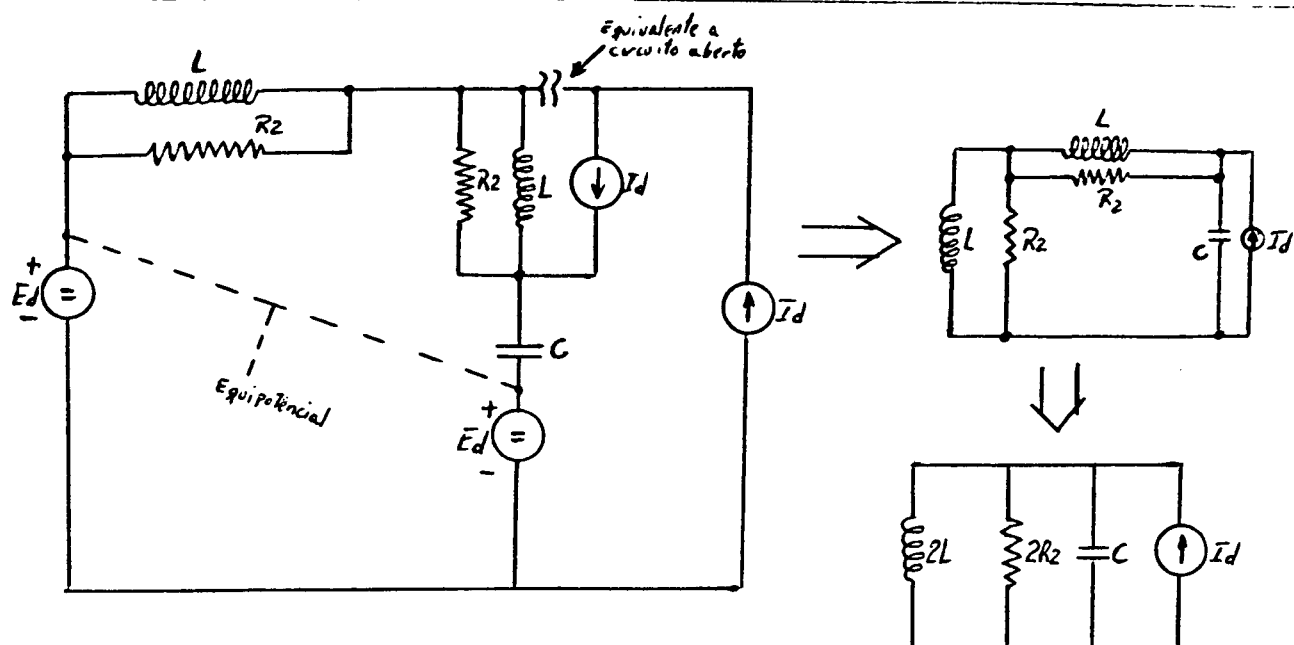 Equivalente a
circuito aberto
L
R2
R2
L
Id
+
Ed
=
-
Equipotencial
C
+
Ed
=
-
Id
L
R2
L
R2
C
Id
2L
2R2
C
Id